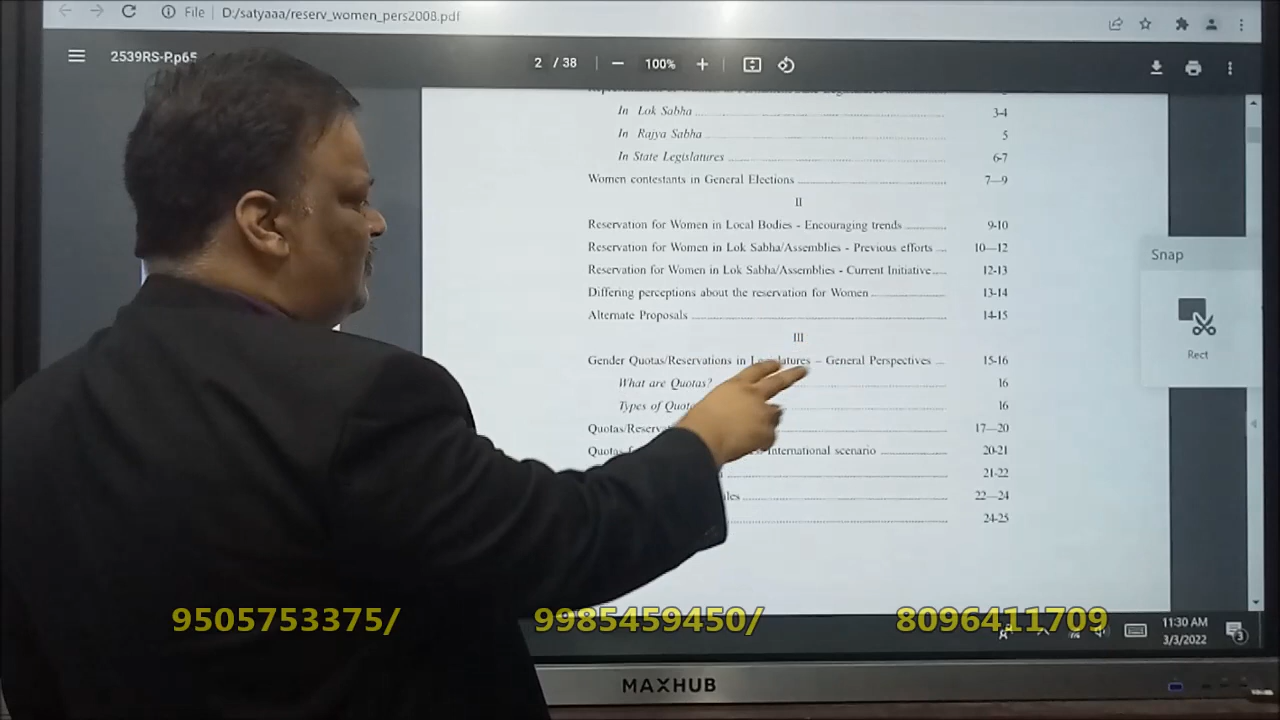 File | D:/satyaaa/reserv_women_pers2008.pdf
2539RS-P.p65
2 / 38 | − 100% +
In Lok Sabha 3-4
In Rajya Sabha 5
In State Legislatures 6-7
Women contestants in General Elections 7—9
II
Reservation for Women in Local Bodies - Encouraging trends 9-10
Reservation for Women in Lok Sabha/Assemblies - Previous efforts 10—12
Reservation for Women in Lok Sabha/Assemblies - Current Initiative 12-13
Differing perceptions about the reservation for Women 13-14
Alternate Proposals 14-15
III
Gender Quotas/Reservations in Legislatures – General Perspectives 15-16
What are Quotas? 16
Types of 16
17—20
International scenario 20-21
21-22
22—24
24-25
Snap
Rect
9505753375/ 9985459450/ 8096411709
11:30 AM
3/3/2022
3
MAXHUB